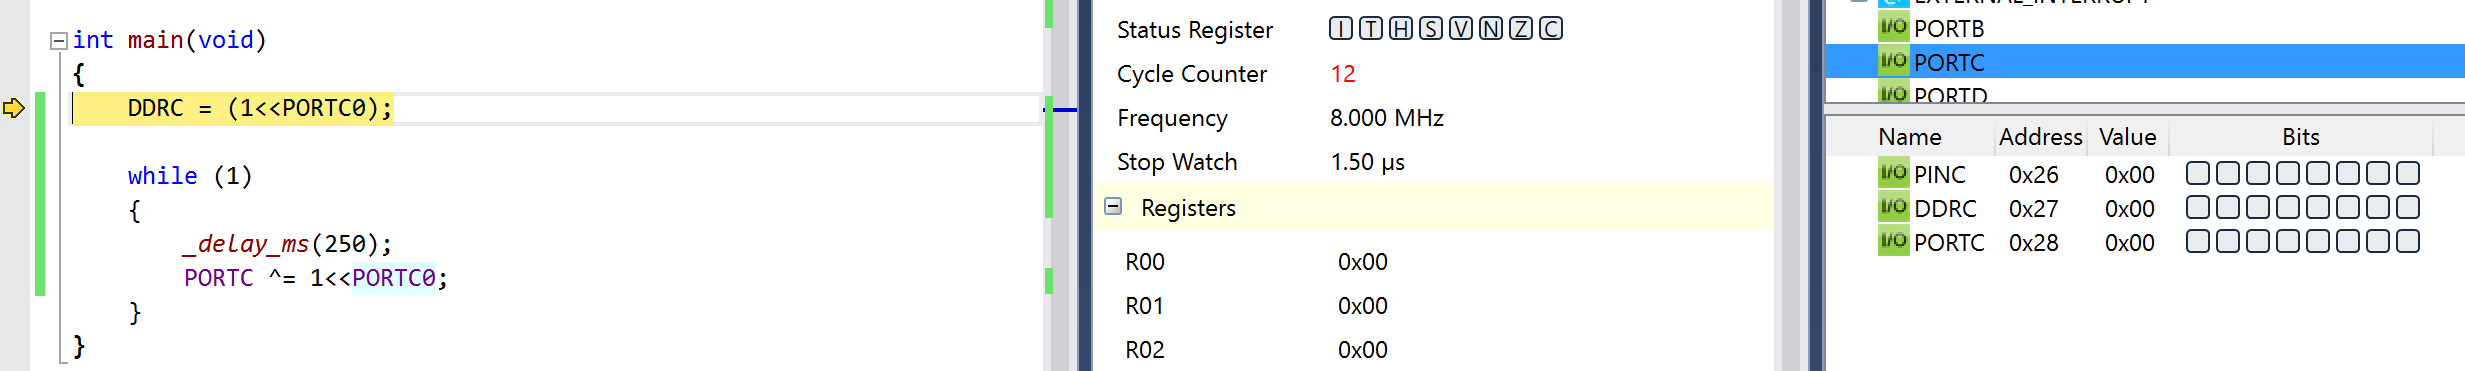 int main(void)
{
DDRC = (1<<PORTC0);
while (1)
{
_delay_ms(250);
PORTC ^= 1<<PORTC0;
}
}
Status Register I T H S V N Z C
Cycle Counter 12
Frequency 8.000 MHz
Stop Watch 1.50 µs
Registers
R00 0x00
R01 0x00
R02 0x00
EXTERNAL_INTERRUPT
I/O PORTB
I/O PORTC
I/O PORTD
Name Address Value Bits
I/O PINC 0x26 0x00
I/O DDRC 0x27 0x00
I/O PORTC 0x28 0x00